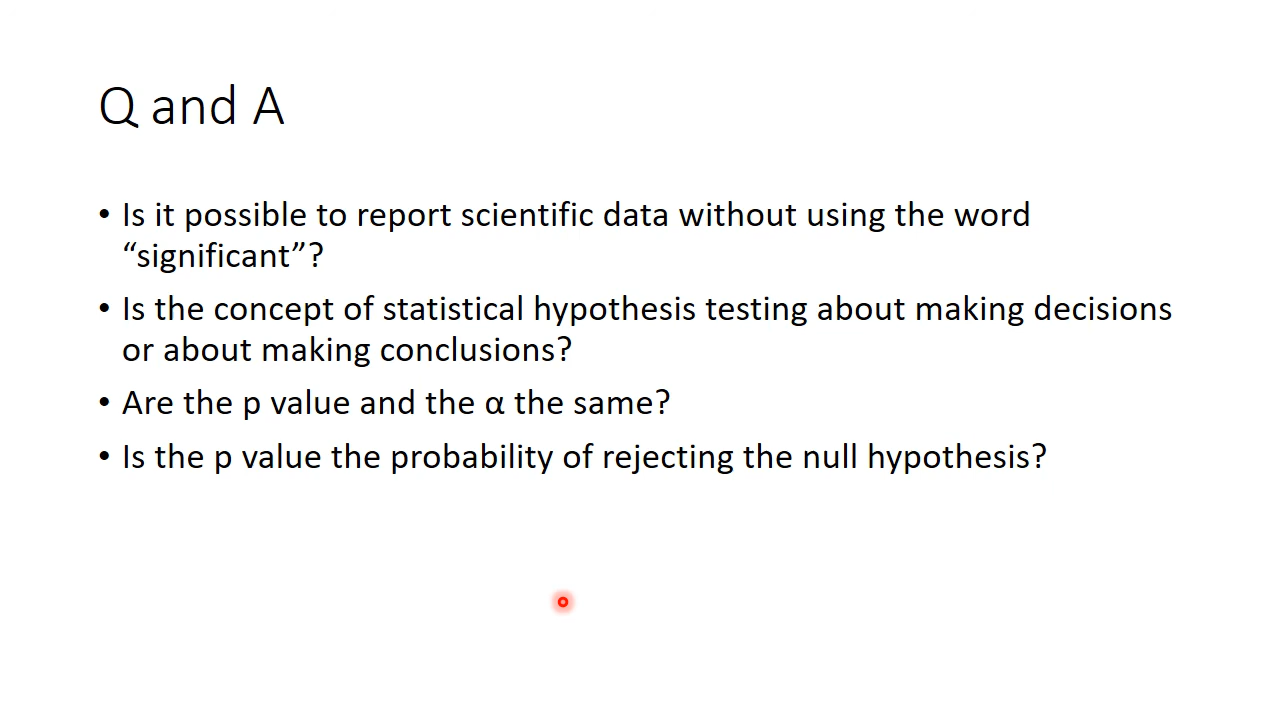 Q and A
• Is it possible to report scientific data without using the word
“significant”?
• Is the concept of statistical hypothesis testing about making decisions
or about making conclusions?
• Are the p value and the α the same?
• Is the p value the probability of rejecting the null hypothesis?